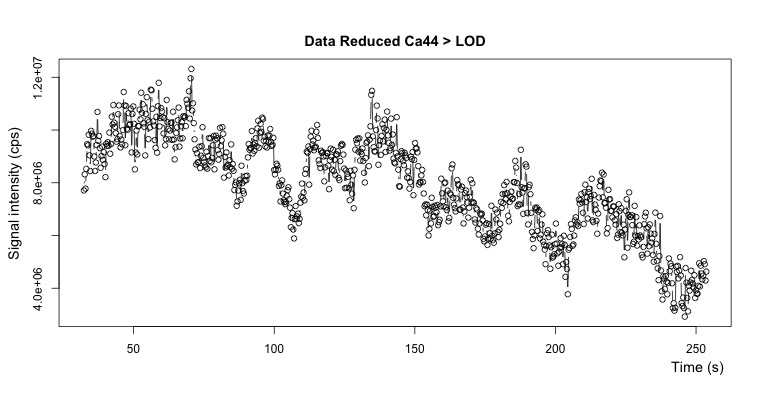 Data Reduced Ca44 > LOD
Signal intensity (cps)
1.2e+07
8.0e+06
4.0e+06
50 100 150 200 250
Time (s)